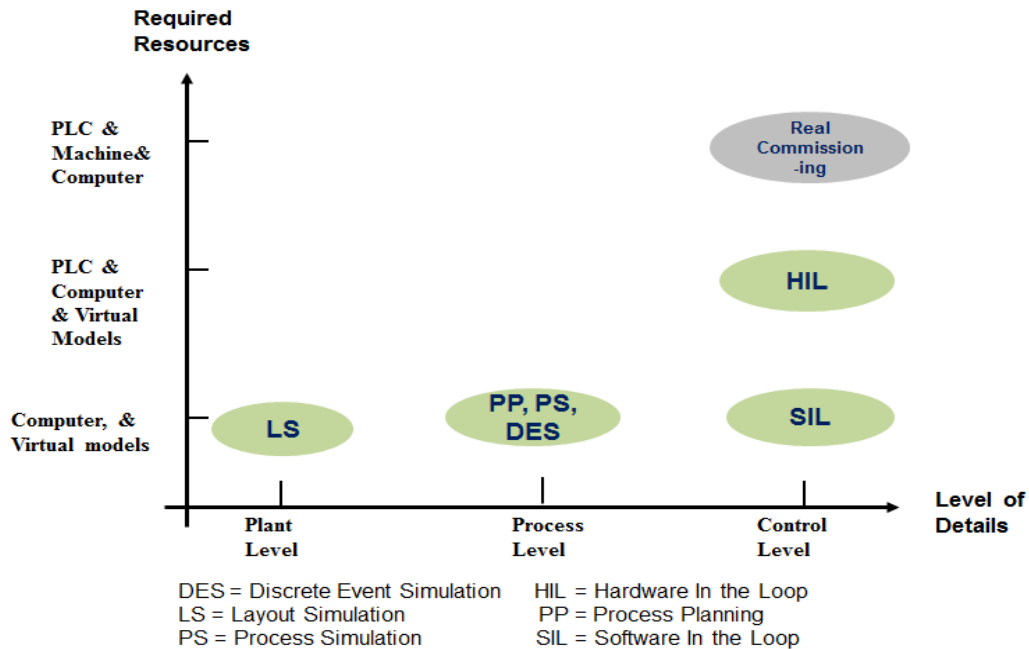 Required
Resources
PLC &
Machine&
Computer
Real
Commission
-ing
PLC &
Computer
& Virtual
Models
HIL
Computer, &
Virtual models
LS
PP, PS,
DES
SIL
Plant
Level
Process
Level
Control
Level
Level of
Details
DES = Discrete Event Simulation
HIL = Hardware In the Loop
LS = Layout Simulation
PP = Process Planning
PS = Process Simulation
SIL = Software In the Loop